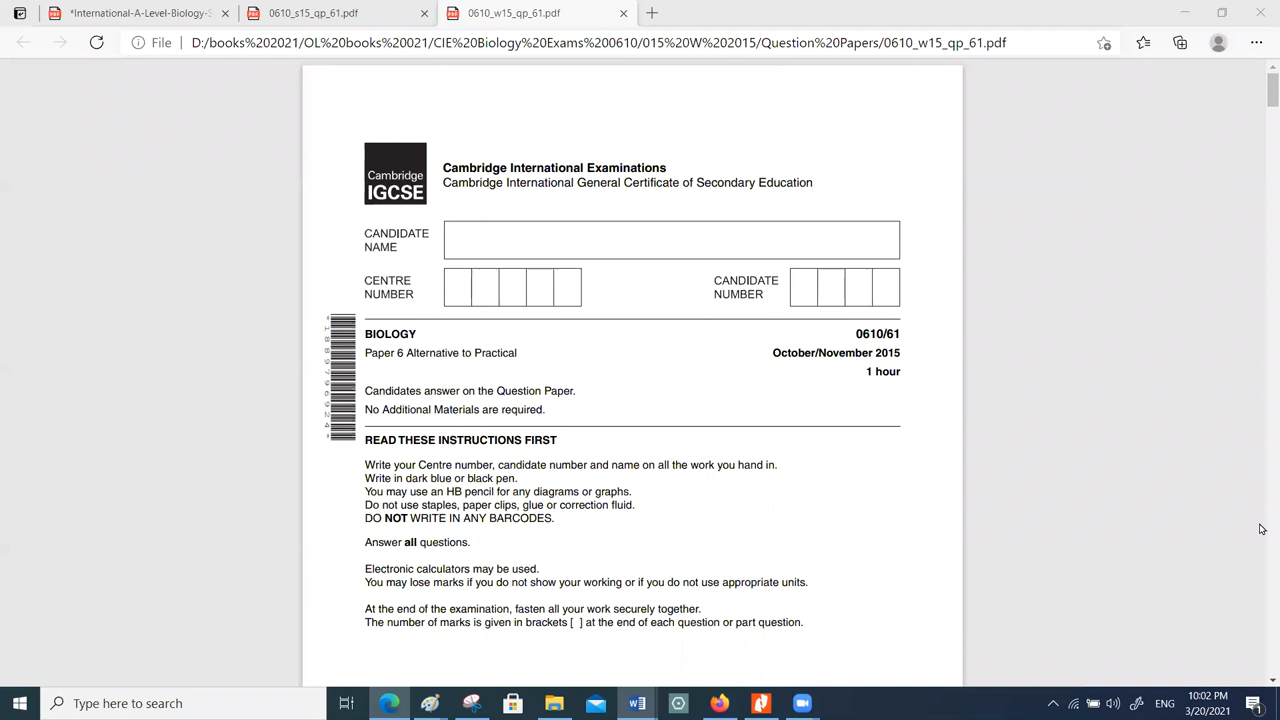 *International-A-Level-Biology-S
0610_s15_qp_61.pdf
0610_w15_qp_61.pdf
File
D:/books%202021/OL%20books%20021/CIE%20Biology%20Exams%200610/015%20W%202015/Question%20Papers/0610_w15_qp_61.pdf
Cambridge
IGCSE
Cambridge International Examinations
Cambridge International General Certificate of Secondary Education
CANDIDATE
NAME
CENTRE
NUMBER
CANDIDATE
NUMBER
BIOLOGY 0610/61
Paper 6 Alternative to Practical October/November 2015
1 hour
Candidates answer on the Question Paper.
No Additional Materials are required.
READ THESE INSTRUCTIONS FIRST
Write your Centre number, candidate number and name on all the work you hand in.
Write in dark blue or black pen.
You may use an HB pencil for any diagrams or graphs.
Do not use staples, paper clips, glue or correction fluid.
DO NOT WRITE IN ANY BARCODES.
Answer all questions.
Electronic calculators may be used.
You may lose marks if you do not show your working or if you do not use appropriate units.
At the end of the examination, fasten all your work securely together.
The number of marks is given in brackets [ ] at the end of each question or part question.
Type here to search
ENG
10:02 PM
3/20/2021